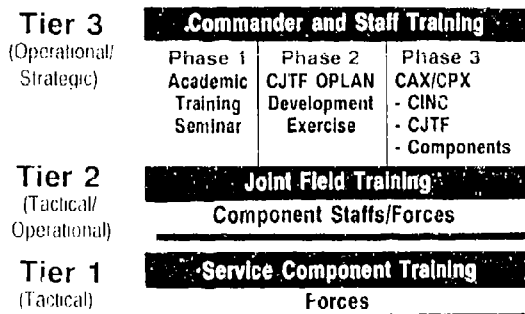 Tier 3
(Operational/
Strategic)
Commander and Staff Training
Phase 1
Academic
Training
Seminar
Phase 2
CJTF OPLAN
Development
Exercise
Phase 3
CAX/CPX
- CINC
- CJTF
- Components
Tier 2
(Tactical/
Operational)
Joint Field Training
Component Staffs/Forces
Tier 1
(Tactical)
Service Component Training
Forces